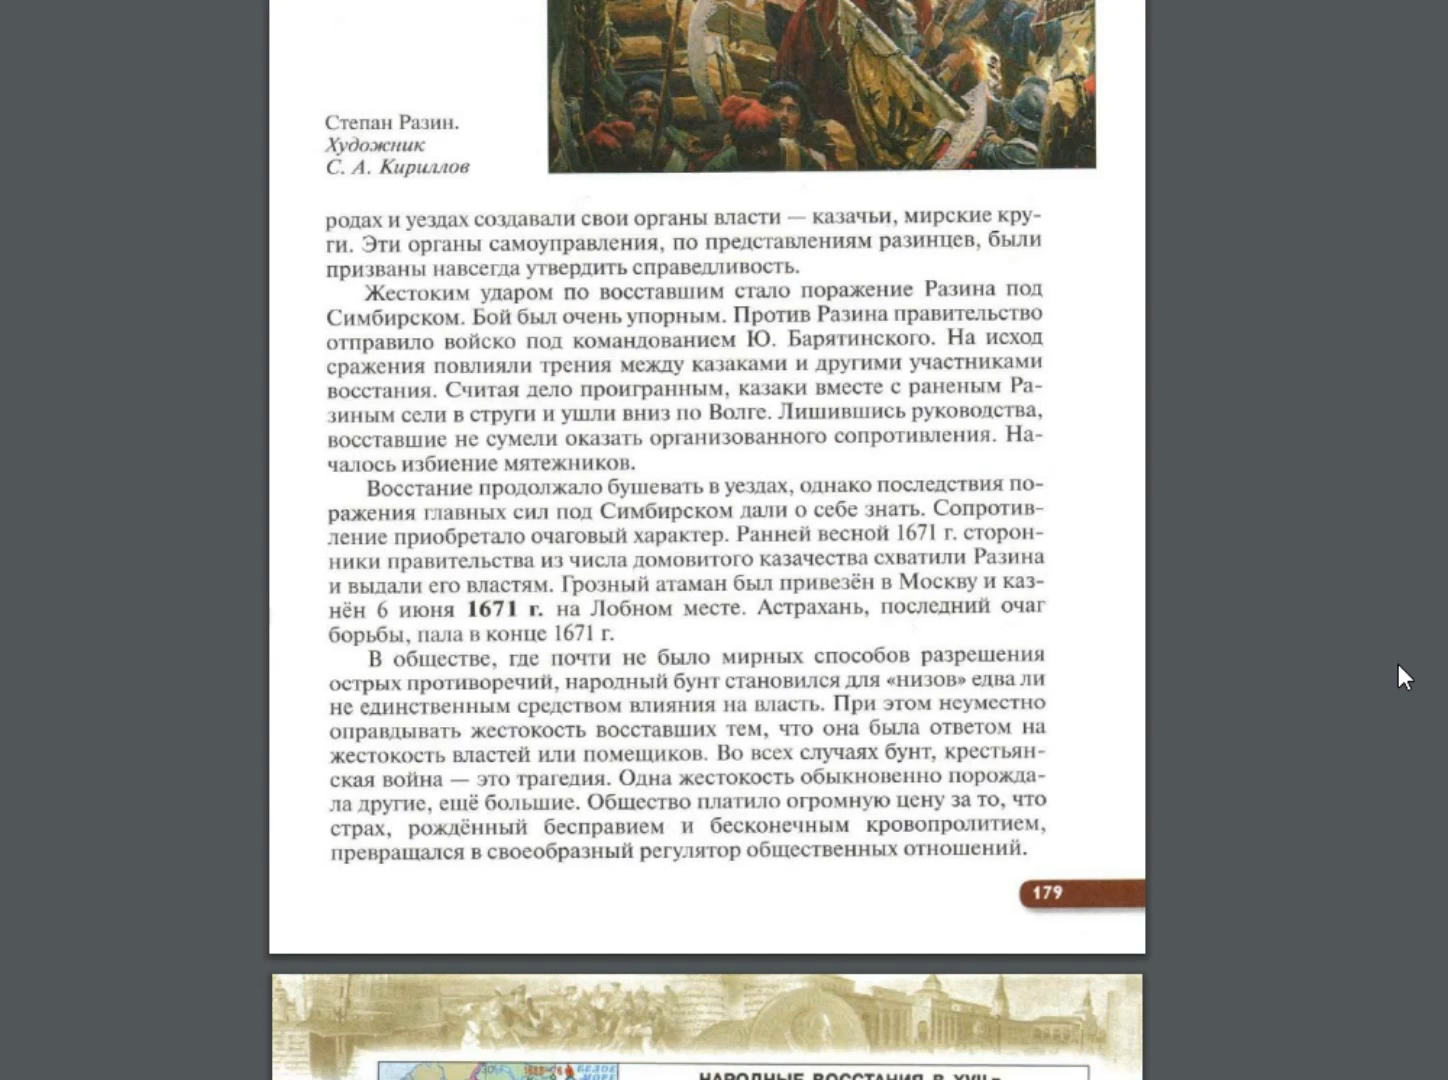 Степан Разин.
Художник
С. А. Кириллов
родах и уездах создавали свои органы власти — казачьи, мирские кру-
ги. Эти органы самоуправления, по представлениям разинцев, были
призваны навсегда утвердить справедливость.
Жестоким ударом по восставшим стало поражение Разина под
Симбирском. Бой был очень упорным. Против Разина правительство
отправило войско под командованием Ю. Барятинского. На исход
сражения повлияли трения между казаками и другими участниками
восстания. Считая дело проигранным, казаки вместе с раненым Ра-
зиным сели в струги и ушли вниз по Волге. Лишившись руководства,
восставшие не сумели оказать организованного сопротивления. На-
чалось избиение мятежников.
Восстание продолжало бушевать в уездах, однако последствия по-
ражения главных сил под Симбирском дали о себе знать. Сопротив-
ление приобретало очаговый характер. Ранней весной 1671 г. сторон-
ники правительства из числа домовитого казачества схватили Разина
и выдали его властям. Грозный атаман был привезён в Москву и каз-
нён 6 июня 1671 г. на Лобном месте. Астрахань, последний очаг
борьбы, пала в конце 1671 г.
В обществе, где почти не было мирных способов разрешения
острых противоречий, народный бунт становился для «низов» едва ли
не единственным средством влияния на власть. При этом неуместно
оправдывать жестокость восставших тем, что она была ответом на
жестокость властей или помещиков. Во всех случаях бунт, крестьян-
ская война — это трагедия. Одна жестокость обыкновенно порожда-
ла другие, ещё большие. Общество платило огромную цену за то, что
страх, рождённый бесправием и бесконечным кровопролитием,
превращался в своеобразный регулятор общественных отношений.
179
БЕЛОЕ
МОРЕ
НАРОДНЫЕ ВОССТАНИЯ В XVII в.